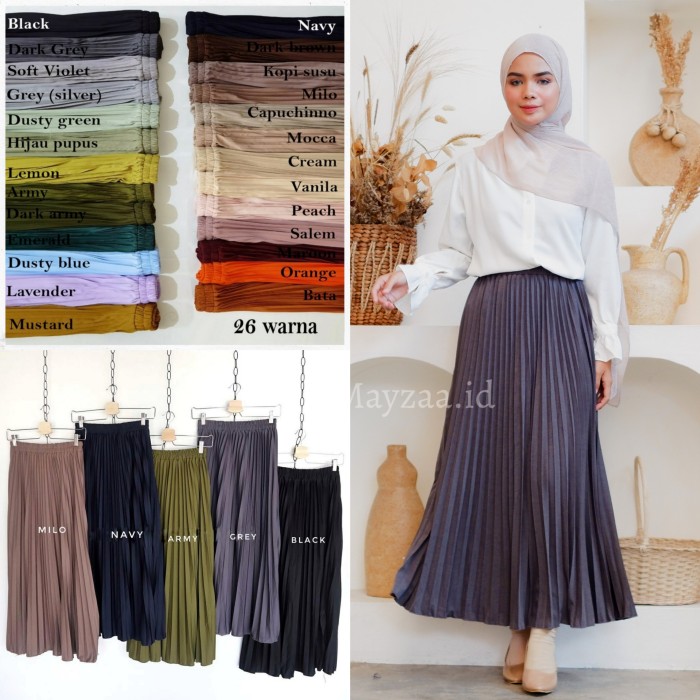 Black
Dark Grey
Soft Violet
Grey (silver)
Dusty green
Hijau pupus
Lemon
Army
Dark army
Emerald
Dusty blue
Lavender
Mustard
Navy
Dark brown
Kopi susu
Milo
Capuchinno
Mocca
Cream
Vanila
Peach
Salem
Maroon
Orange
Bata
26 warna
MILO
NAVY
ARMY
GREY
BLACK
Mayzaa.id